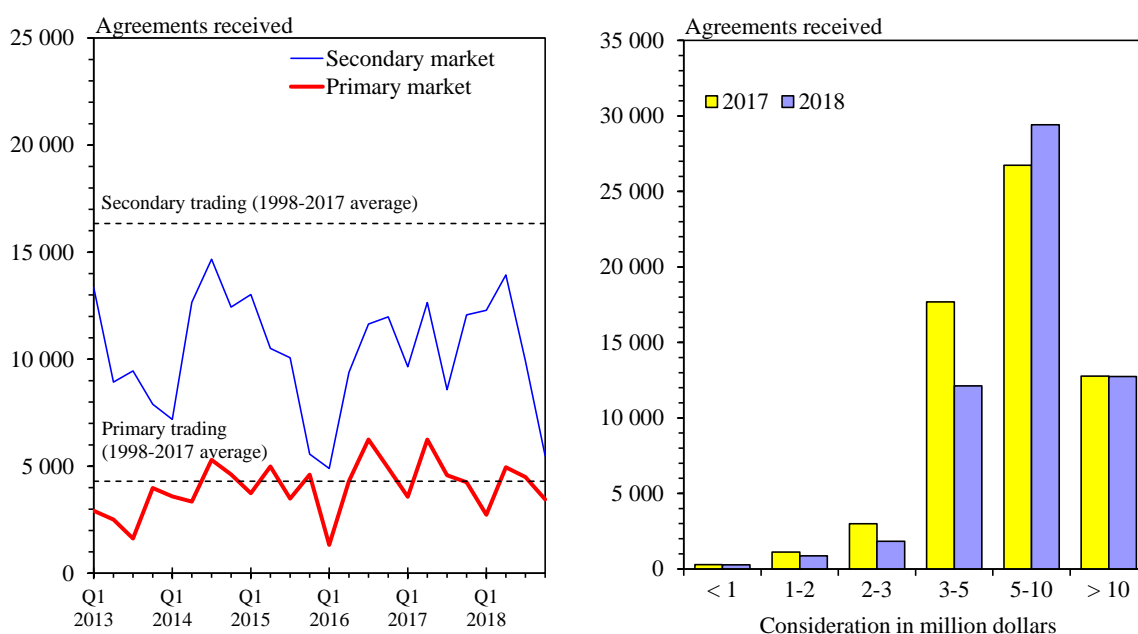 Agreements received
25 000
20 000
15 000
10 000
5 000
0
Secondary market
Primary market
Secondary trading (1998-2017 average)
Primary trading
(1998-2017 average)
Q1 Q1 Q1 Q1 Q1 Q1
2013 2014 2015 2016 2017 2018
Agreements received
35 000
30 000
25 000
20 000
15 000
10 000
5 000
0
2017 2018
< 1 1-2 2-3 3-5 5-10 > 10
Consideration in million dollars